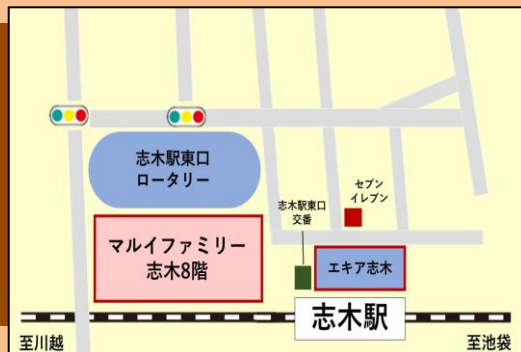 志木駅東口
ロータリー
セブン
イレブン
志木駅東口
交番
マルイファミリー
志木8階
エキア志木
志木駅
至川越
至池袋